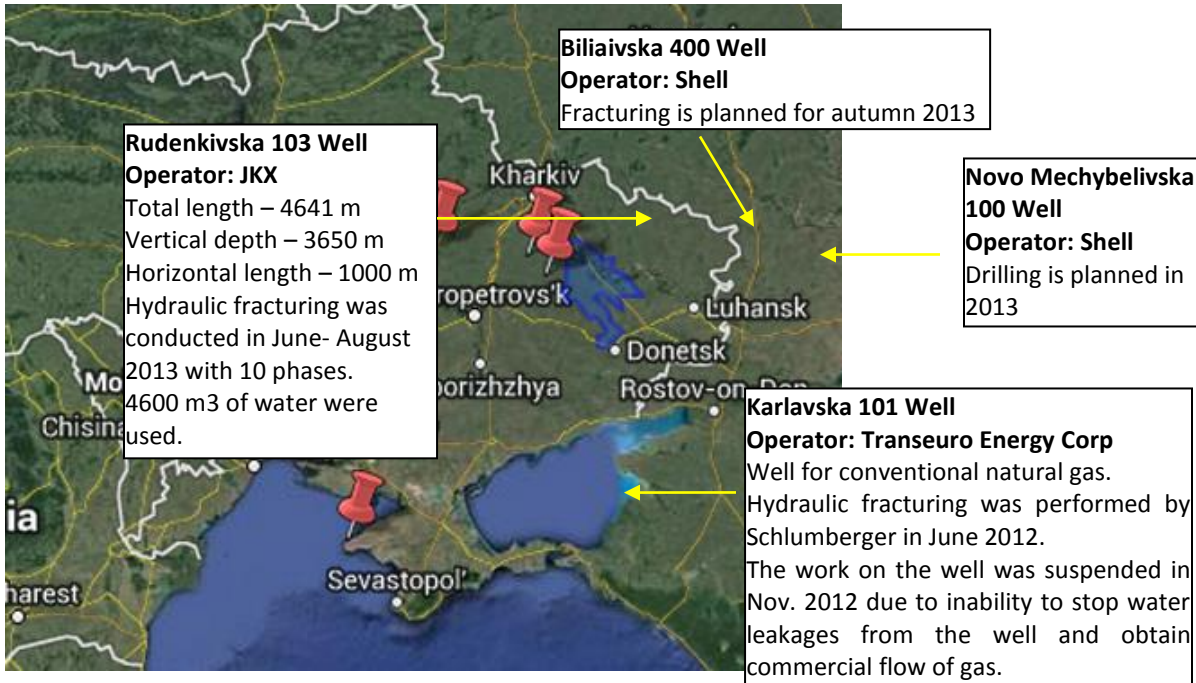 Biliaivska 400 Well
Operator: Shell
Fracturing is planned for autumn 2013
Rudenkivska 103 Well
Operator: JKX
Total length – 4641 m
Vertical depth – 3650 m
Horizontal length – 1000 m
Hydraulic fracturing was
conducted in June- August
2013 with 10 phases.
4600 m3 of water were
used.
Novo Mechybelivska
100 Well
Operator: Shell
Drilling is planned in
2013
Karlavska 101 Well
Operator: Transeuro Energy Corp
Well for conventional natural gas.
Hydraulic fracturing was performed by
Schlumberger in June 2012.
The work on the well was suspended in
Nov. 2012 due to inability to stop water
leakages from the well and obtain
commercial flow of gas.
Kharkiv
ropetrovs'k
Luhansk
Donetsk
orizhzhya
Rostov-on-Don
Mo
Chisina
ia
Sevastopol'
harest